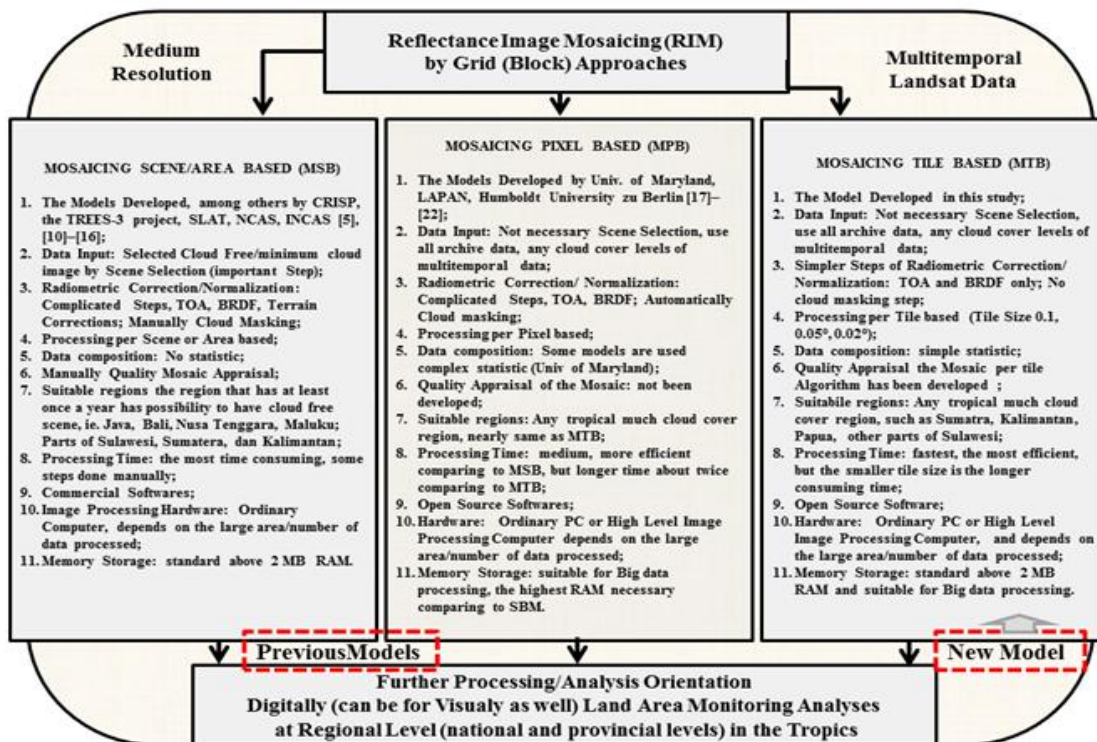 Medium
Resolution
Reflectance Image Mosaicing (RIM)
by Grid (Block) Approaches
Multitemporal
Landsat Data
MOSAICING SCENE/AREA BASED (MSB)
1. The Models Developed, among others by CRISP,
the TREES-3 project, SLAT, NCAS, INCAS [5],
[10]–[16];
2. Data Input: Selected Cloud Free/minimum cloud
image by Scene Selection (important Step);
3. Radiometric Correction/Normalization:
Complicated Steps, TOA, BRDF, Terrain
Corrections; Manually Cloud Masking;
4. Processing per Scene or Area based;
5. Data composition: No statistic;
6. Manually Quality Mosaic Appraisal;
7. Suitable regions the region that has at least
once a year has possibility to have cloud free
scene, ie. Java, Bali, Nusa Tenggara, Maluku;
Parts of Sulawesi, Sumatera, dan Kalimantan;
8. Processing Time: the most time consuming, some
steps done manually;
9. Commercial Softwares;
10. Image Processing Hardware: Ordinary
Computer, depends on the large area/number of
data processed;
11. Memory Storage: standard above 2 MB RAM.
MOSAICING PIXEL BASED (MPB)
1. The Models Developed by Univ. of Maryland,
LAPAN, Humboldt University zu Berlin [17]–
[22];
2. Data Input: Not necessary Scene Selection, use
all archive data, any cloud cover levels of
multitemporal data;
3. Radiometric Correction/ Normalization:
Complicated Steps, TOA, BRDF; Automatically
Cloud masking;
4. Processing per Pixel based;
5. Data composition: Some models are used
complex statistic (Univ of Maryland);
6. Quality Appraisal of the Mosaic: not been
developed;
7. Suitable regions: Any tropical much cloud cover
region, nearly same as MTB;
8. Processing Time: medium, more efficient
comparing to MSB, but longer time about twice
comparing to MTB;
9. Open Source Softwares;
10. Hardware: Ordinary PC or High Level Image
Processing Computer depends on the large
area/number of data processed;
11. Memory Storage: suitable for Big data
processing, the highest RAM necessary
comparing to SBM.
MOSAICING TILE BASED (MTB)
1. The Model Developed in this study;
2. Data Input: Not necessary Scene Selection,
use all archive data, any cloud cover levels of
multitemporal data;
3. Simpler Steps of Radiometric Correction/
Normalization: TOA and BRDF only; No
cloud masking step;
4. Processing per Tile based (Tile Size 0.1,
0.05°, 0.02°);
5. Data composition: simple statistic;
6. Quality Appraisal the Mosaic per tile
Algorithm has been developed ;
7. Suitabile regions: Any tropical much cloud
cover region, such as Sumatra, Kalimantan,
Papua, other parts of Sulawesi;
8. Processing Time: fastest, the most efficient,
but the smaller tile size is the longer
consuming time;
9. Open Source Software;
10. Hardware: Ordinary PC or High Level
Image Processing Computer, and depends on
the large area/number of data processed;
11. Memory Storage: standard above 2 MB
RAM and suitable for Big data processing.
PreviousModels
New Model
Further Processing/Analysis Orientation
Digitally (can be for Visualy as well) Land Area Monitoring Analyses
at Regional Level (national and provincial levels) in the Tropics